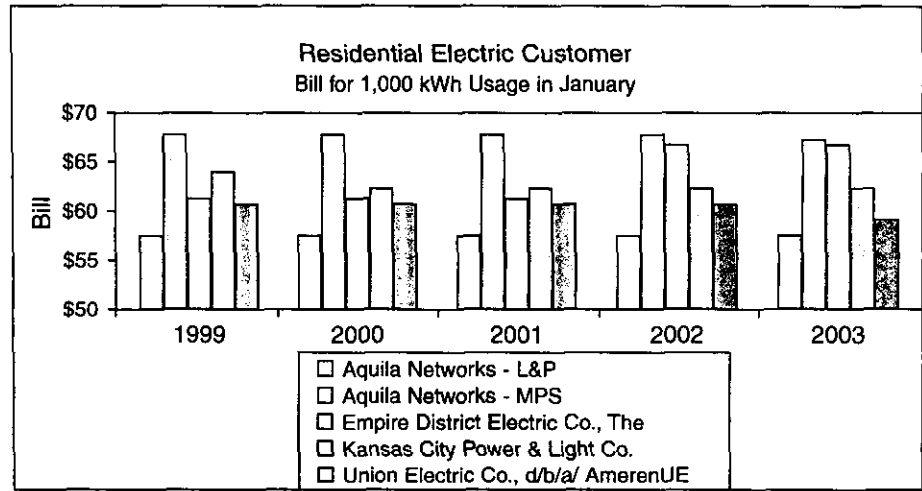 Residential Electric Customer
Bill for 1,000 kWh Usage in January
$70
$65
$60
$55
$50
Bill
1999 2000 2001 2002 2003
Aquila Networks - L&P
Aquila Networks - MPS
Empire District Electric Co., The
Kansas City Power & Light Co.
Union Electric Co., d/b/a/ AmerenUE